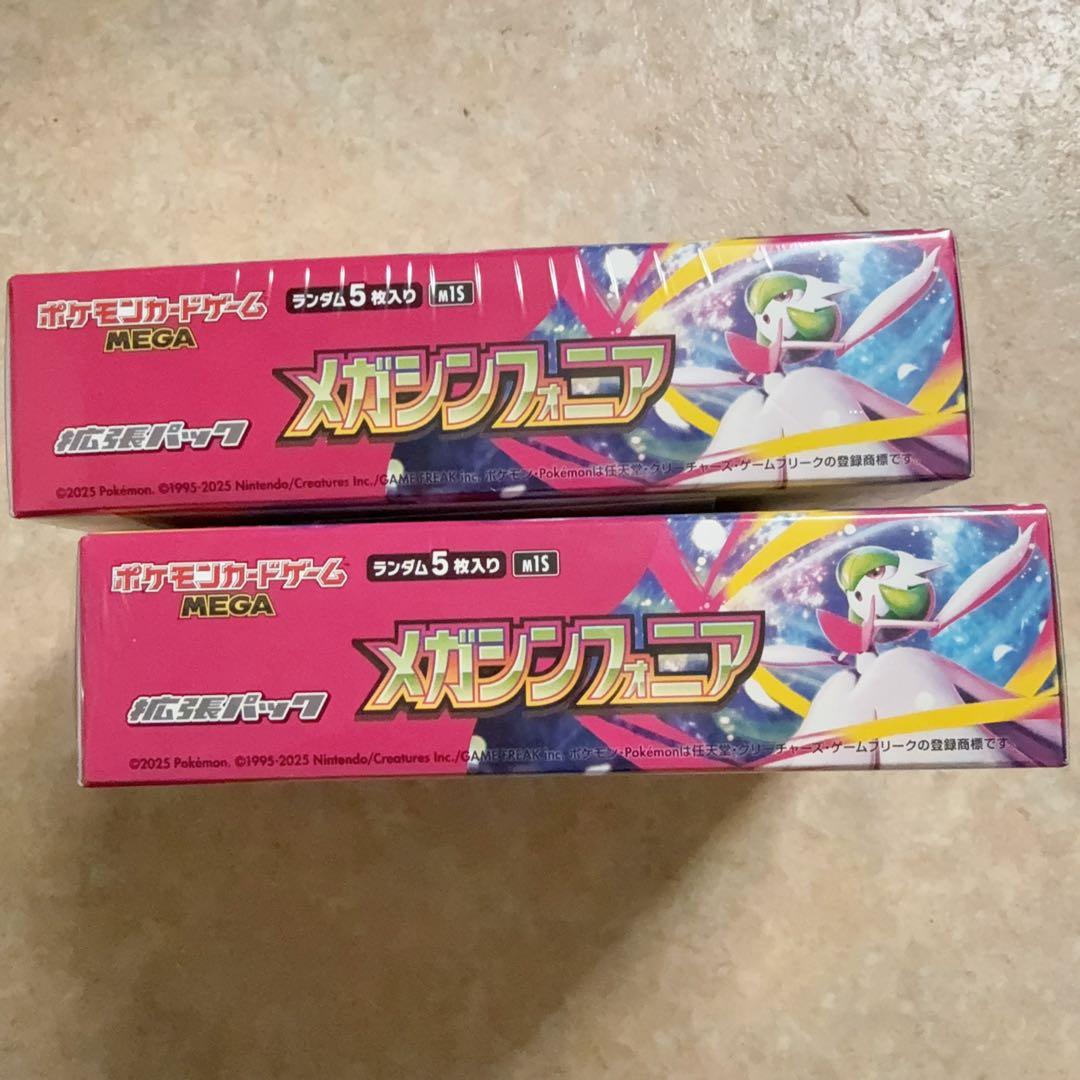 ポケモンカードゲーム
MEGA
ランダム5枚入り M1S
メガシンフォニア
拡張パック
©2025 Pokémon. ©1995-2025 Nintendo/Creatures Inc./GAME FREAK inc. ポケモン・Pokémonは任天堂・クリーチャーズ・ゲームフリークの登録商標です。
ポケモンカードゲーム
MEGA
ランダム5枚入り M1S
メガシンフォニア
拡張パック
©2025 Pokémon. ©1995-2025 Nintendo/Creatures Inc./GAME FREAK inc. ポケモン・Pokémonは任天堂・クリーチャーズ・ゲームフリークの登録商標です。